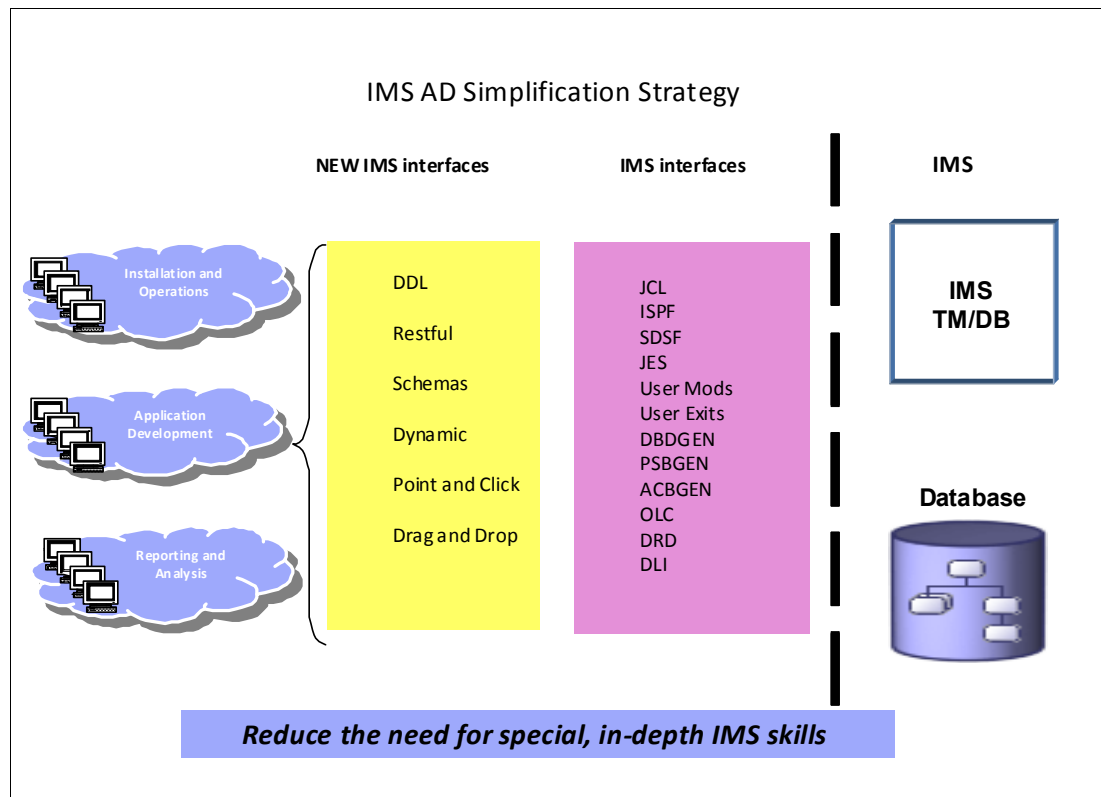 IMS AD Simplification Strategy
NEW IMS interfaces
IMS interfaces
IMS
Installation and
Operations
Application
Development
Reporting and
Analysis
DDL
Restful
Schemas
Dynamic
Point and Click
Drag and Drop
JCL
ISPF
SDSF
JES
User Mods
User Exits
DBDGEN
PSBGEN
ACBGEN
OLC
DRD
DLI
IMS
TM/DB
Database
Reduce the need for special, in-depth IMS skills